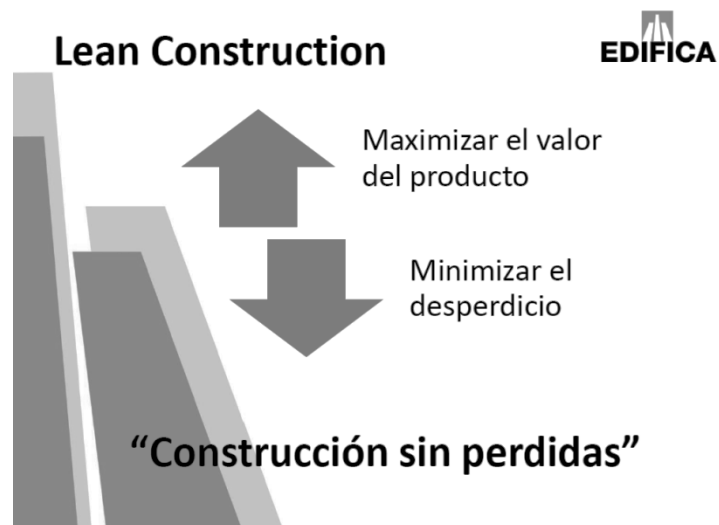 Lean Construction
EDIFICA
Maximizar el valor
del producto
Minimizar el
desperdicio
“Construcción sin perdidas”